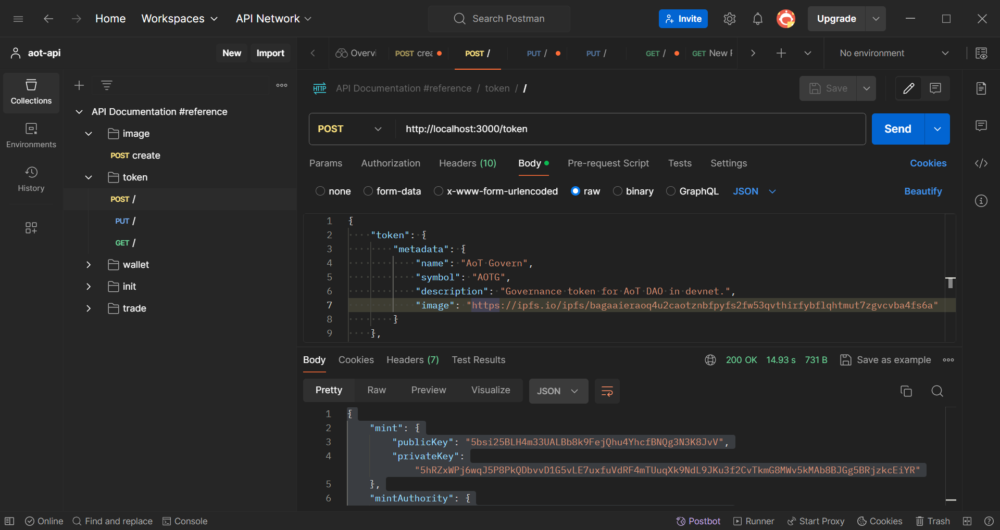 Home Workspaces API Network Search Postman Invite Upgrade
aot-api New Import
Overvi POST crea POST / PUT / PUT / GET / GET New R No environment
Collections
Environments
History
API Documentation #reference
image
POST create
token
POST /
PUT /
GET /
wallet
init
trade
API Documentation #reference / token / / Save
POST http://localhost:3000/token Send
Params Authorization Headers (10) Body Pre-request Script Tests Settings Cookies
none form-data x-www-form-urlencoded raw binary GraphQL JSON Beautify
1 {
2 "token": {
3 "metadata": {
4 "name": "AoT Govern",
5 "symbol": "AOTG",
6 "description": "Governance token for AoT DAO in devnet.",
7 "image": "https://ipfs.io/ipfs/bagaaieraoq4u2caotznbfpyfs2fw53qvthirfybflqhtmut7zgvcvba4fs6a"
8 }
9 },
Body Cookies Headers (7) Test Results 200 OK 14.93 s 731 B Save as example
Pretty Raw Preview Visualize JSON
1 {
2 "mint": {
3 "publicKey": "5bsi25BLH4m33UALBb8k9FejQhu4YhcfBNQg3N3K8JvV",
4 "privateKey":
"5hRZxWPj6wqJ5P8PkQDbvvD1G5vLE7uxfuVdRF4mTUuqXk9NdL9JKu3f2CvTkmG8MWv5kMAb8BJGg5BRjzkcEiYR"
5 },
6 "mintAuthority": {
Online Find and replace Console Postbot Runner Start Proxy Cookies Trash